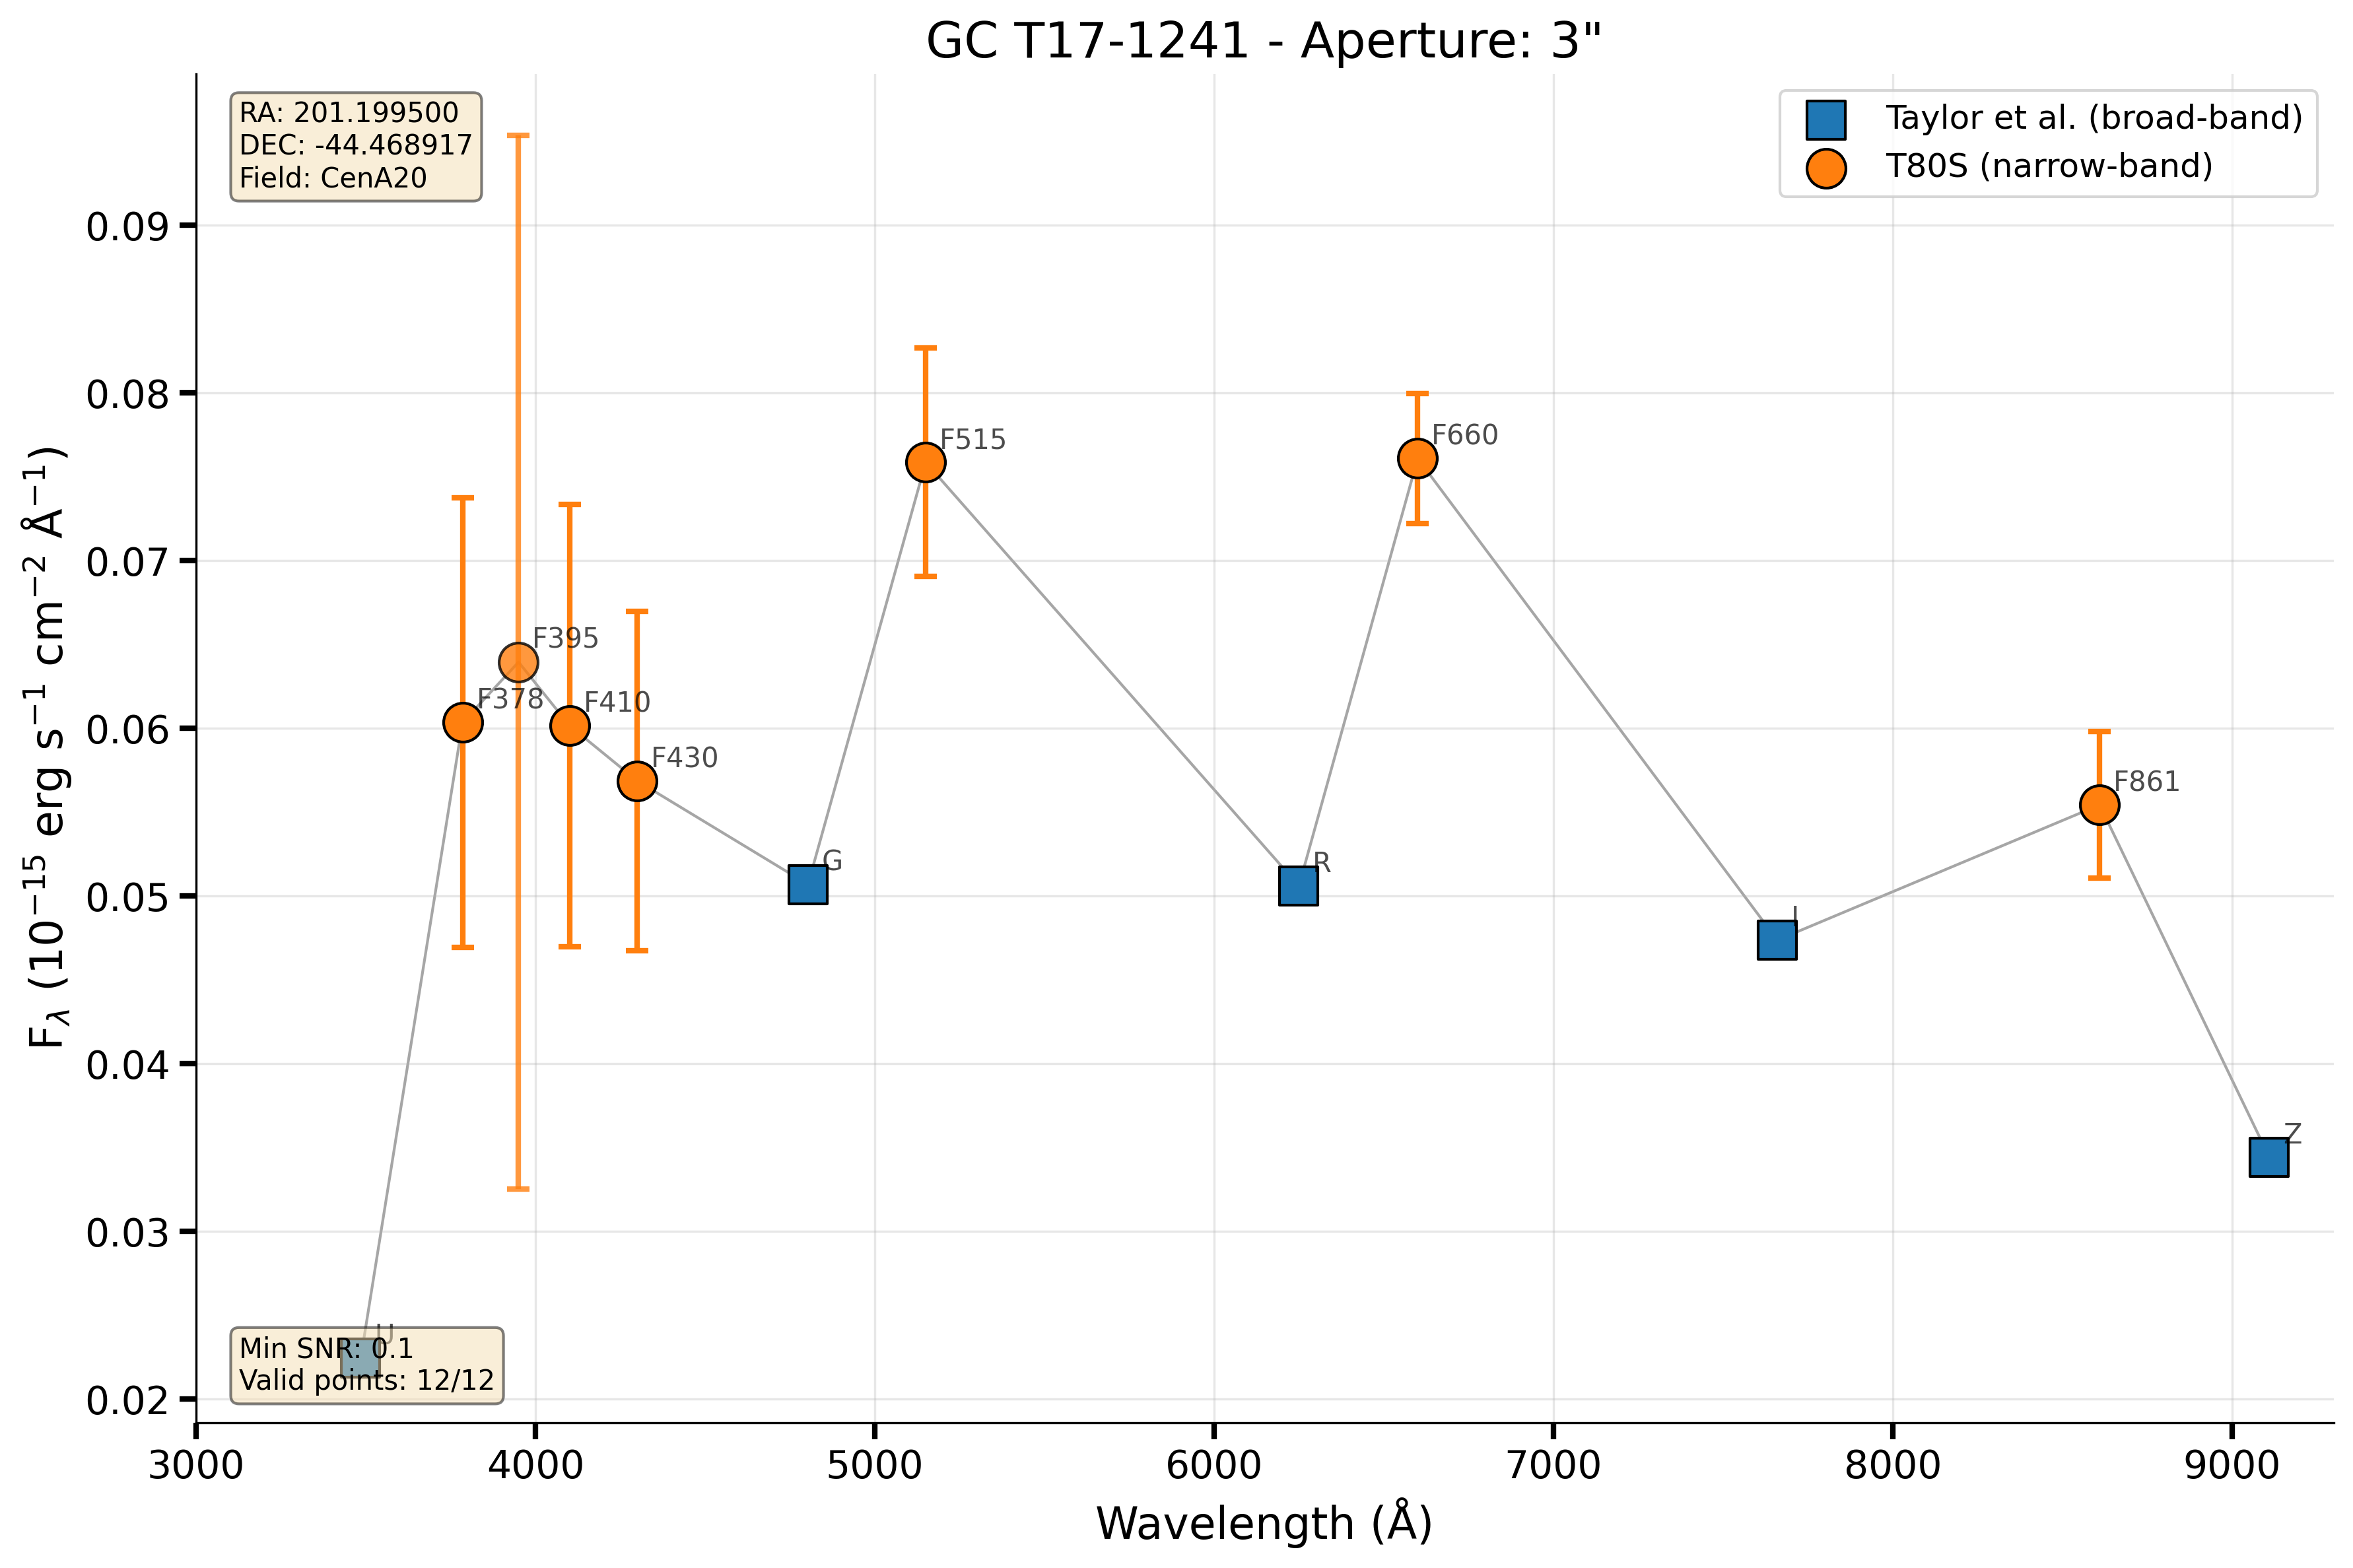 GC T17-1241 - Aperture: 3"
RA: 201.199500
DEC: -44.468917
Field: CenA20
Taylor et al. (broad-band)
T80S (narrow-band)
F_λ (10⁻¹⁵ erg s⁻¹ cm⁻² Å⁻¹)
0.09
0.08
0.07
0.06
0.05
0.04
0.03
0.02
F515
F660
F395
F378
F410
F430
F861
G
R
I
Z
U
Min SNR: 0.1
Valid points: 12/12
3000
4000
5000
6000
7000
8000
9000
Wavelength (Å)